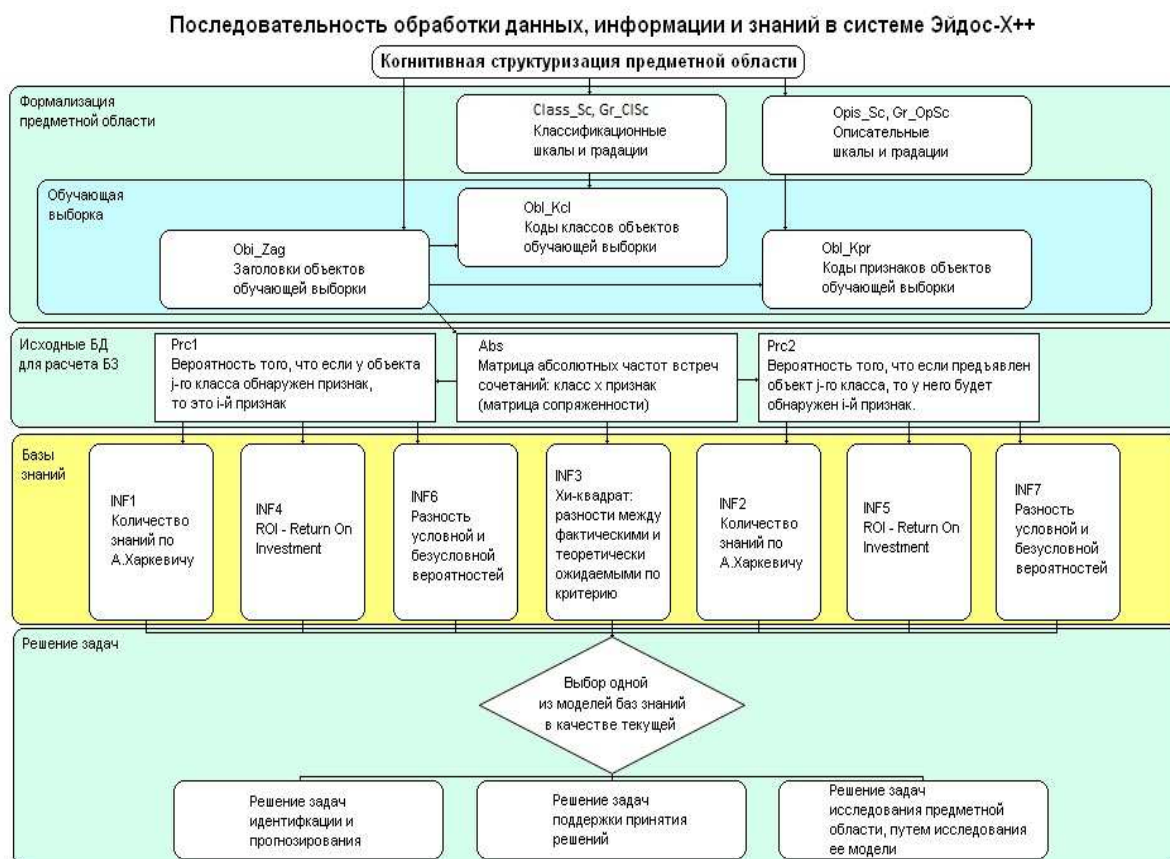 Последовательность обработки данных, информации и знаний в системе Эйдос-X++
Когнитивная структуризация предметной области
Формализация
предметной области
Class_Sc, Gr_ClSc
Классификационные
шкалы и градации
Opis_Sc, Gr_OpSc
Описательные
шкалы и градации
Обучающая
выборка
Obl_Kcl
Коды классов объектов
обучающей выборки
Obi_Zag
Заголовки объектов
обучающей выборки
Obl_Kpr
Коды признаков объектов
обучающей выборки
Исходные БД
для расчета БЗ
Prc1
Вероятность того, что если у объекта
j-го класса обнаружен признак,
то это i-й признак
Abs
Матрица абсолютных частот встреч
сочетаний: класс х признак
(матрица сопряженности)
Prc2
Вероятность того, что если предъявлен
объект j-го класса, то у него будет
обнаружен i-й признак.
Базы
знаний
INF1
Количество
знаний по
А.Харкевичу
INF4
ROI - Return On
Investment
INF6
Разность
условной и
безусловной
вероятностей
INF3
Хи-квадрат:
разности между
фактическими и
теоретически
ожидаемыми по
критерию
INF2
Количество
знаний по
А.Харкевичу
INF5
ROI - Return On
Investment
INF7
Разность
условной и
безусловной
вероятностей
Решение задач
Выбор одной
из моделей баз знаний
в качестве текущей
Решение задач
идентифкации и
прогнозирования
Решение задач
поддержки принятия
решений
Решение задач
исследования предметной
области, путем исследования
ее модели